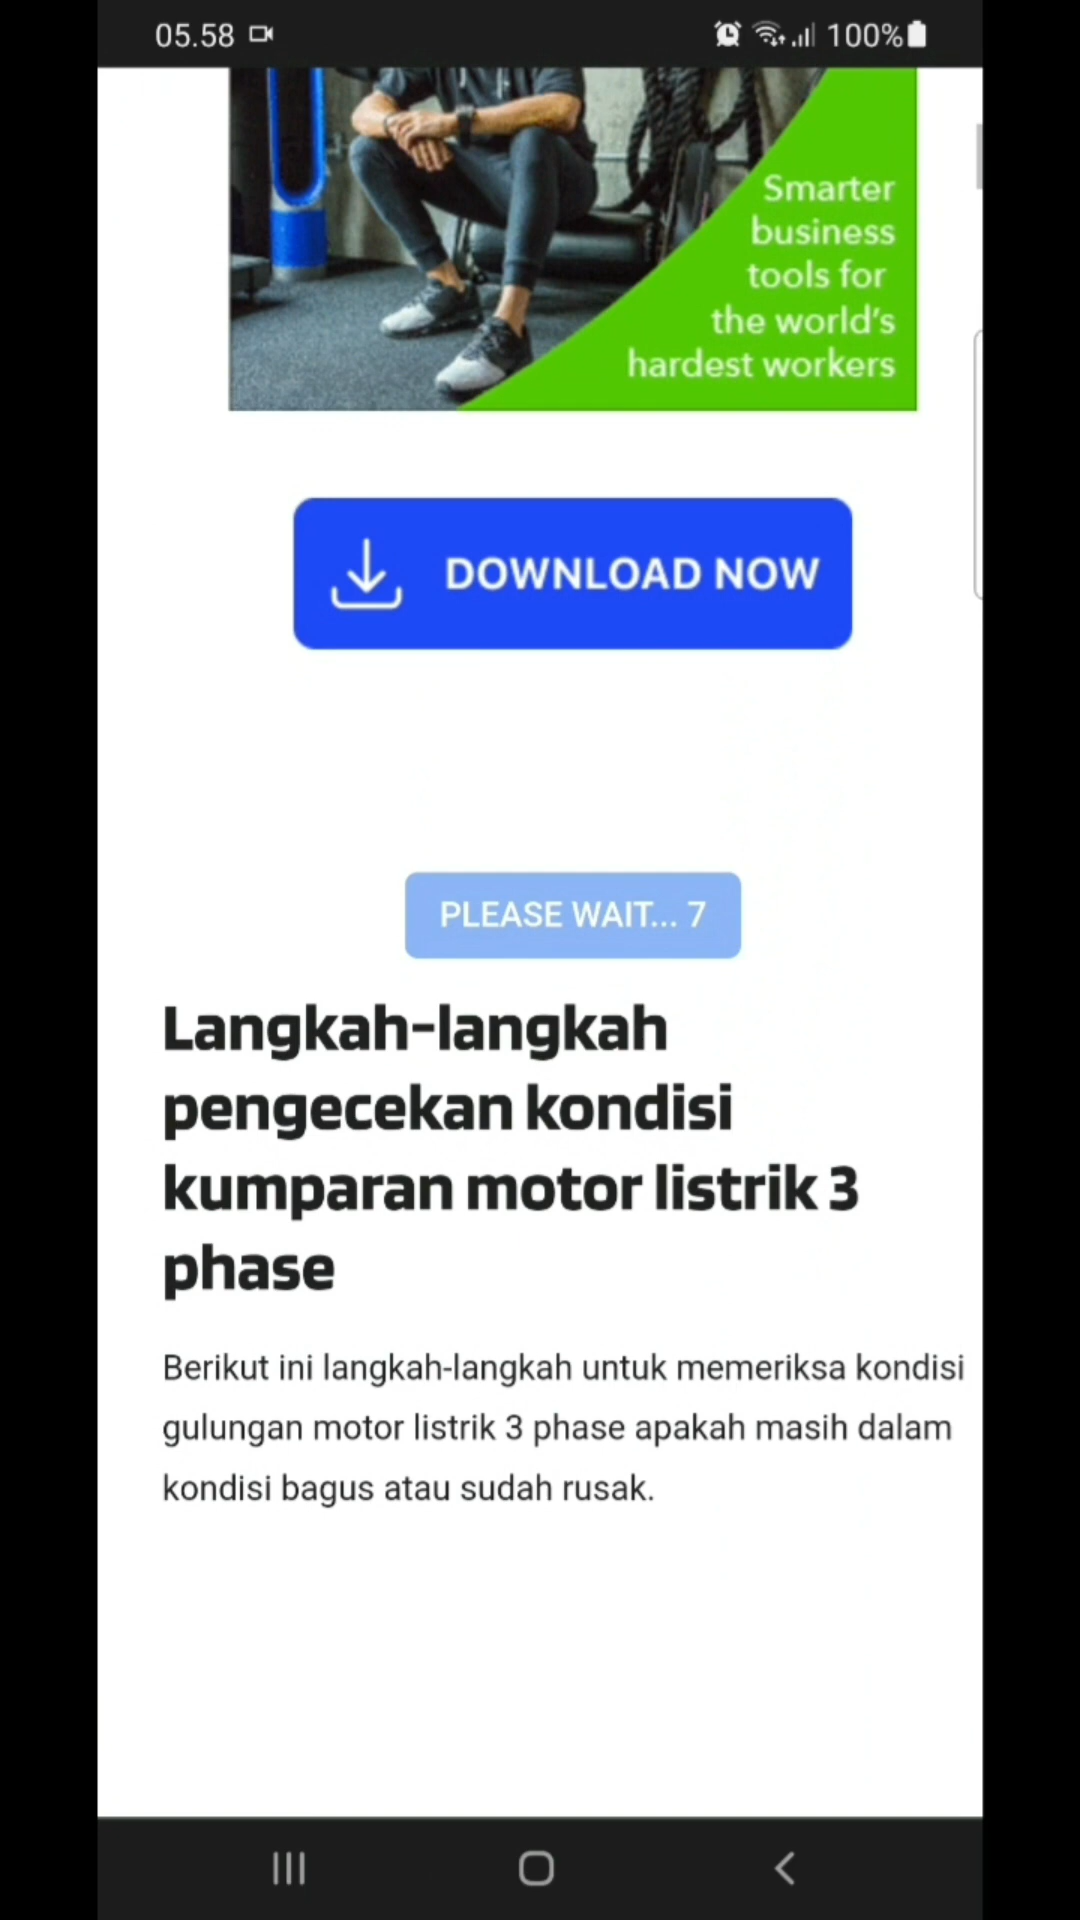 05.58
100%
Smarter
business
tools for
the world's
hardest workers
DOWNLOAD NOW
PLEASE WAIT... 7
Langkah-langkah
pengecekan kondisi
kumparan motor listrik 3
phase
Berikut ini langkah-langkah untuk memeriksa kondisi
gulungan motor listrik 3 phase apakah masih dalam
kondisi bagus atau sudah rusak.